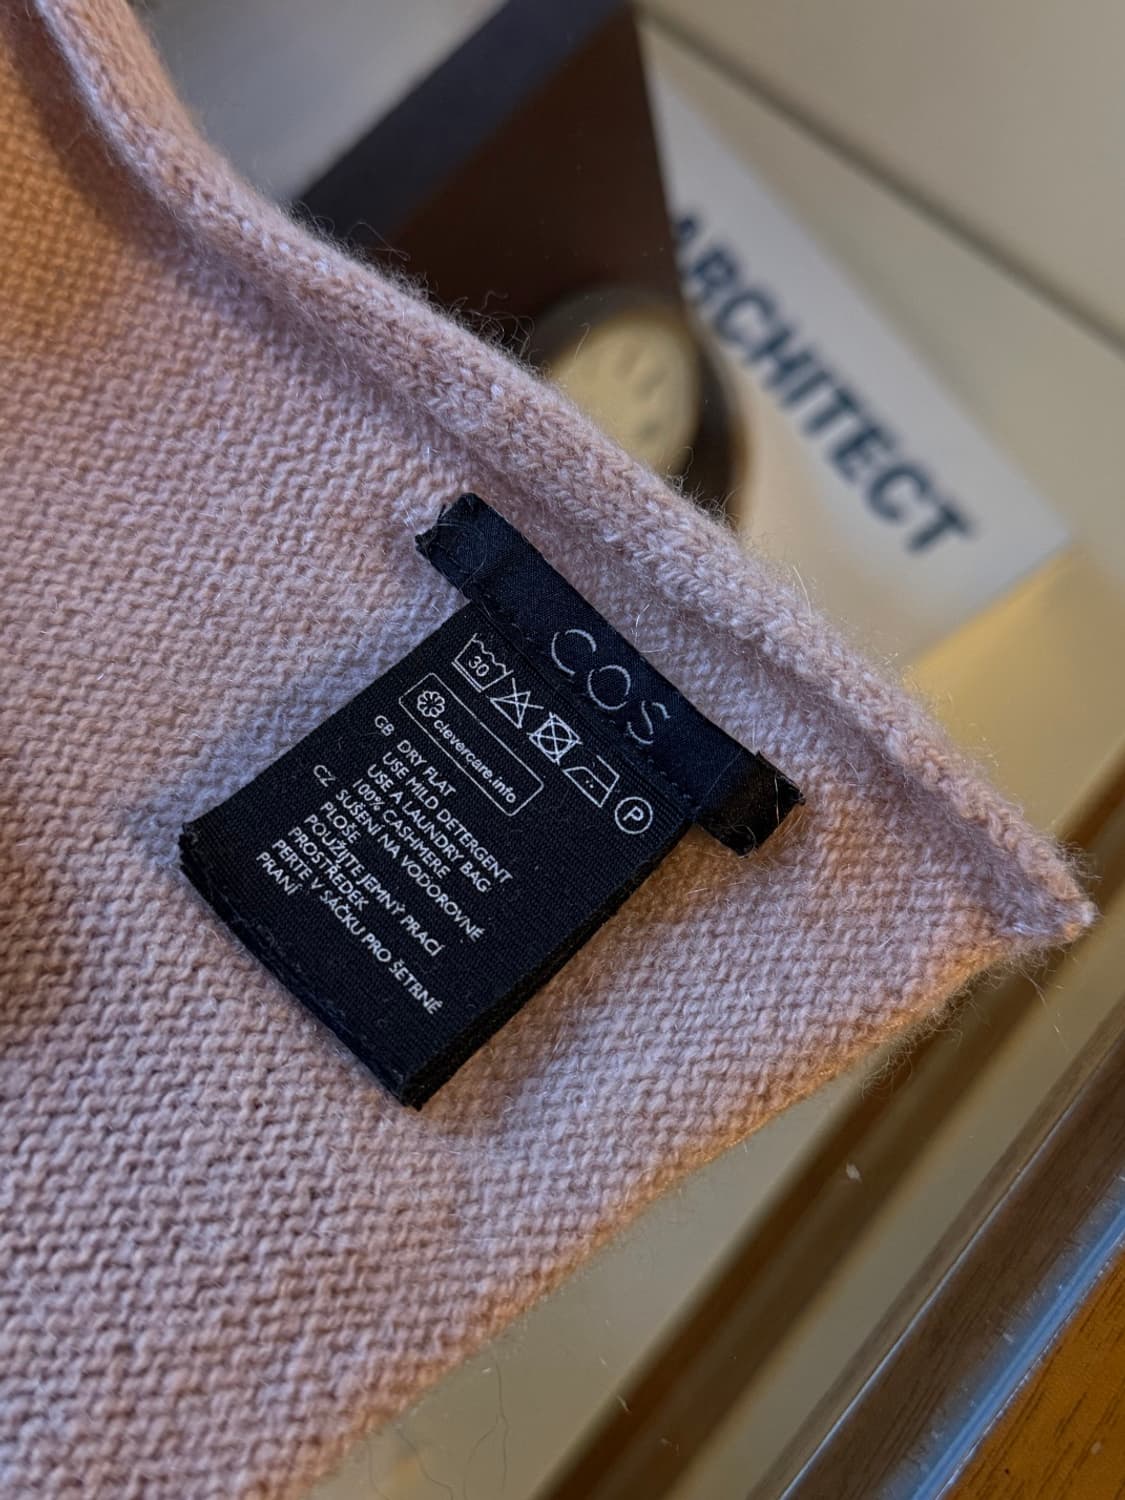 ARCHITECT
COS
30
P
clevercare.info
GB DRY FLAT
USE MILD DETERGENT
USE A LAUNDRY BAG
100% CASHMERE
CZ SUŠENÍ NA VODOROVNÉ
PLOŠE
POUŽIJTE JEMNÝ PRACÍ
PROSTŘEDEK
PERTE V SÁČKU PRO ŠETRNÉ
PRANÍ